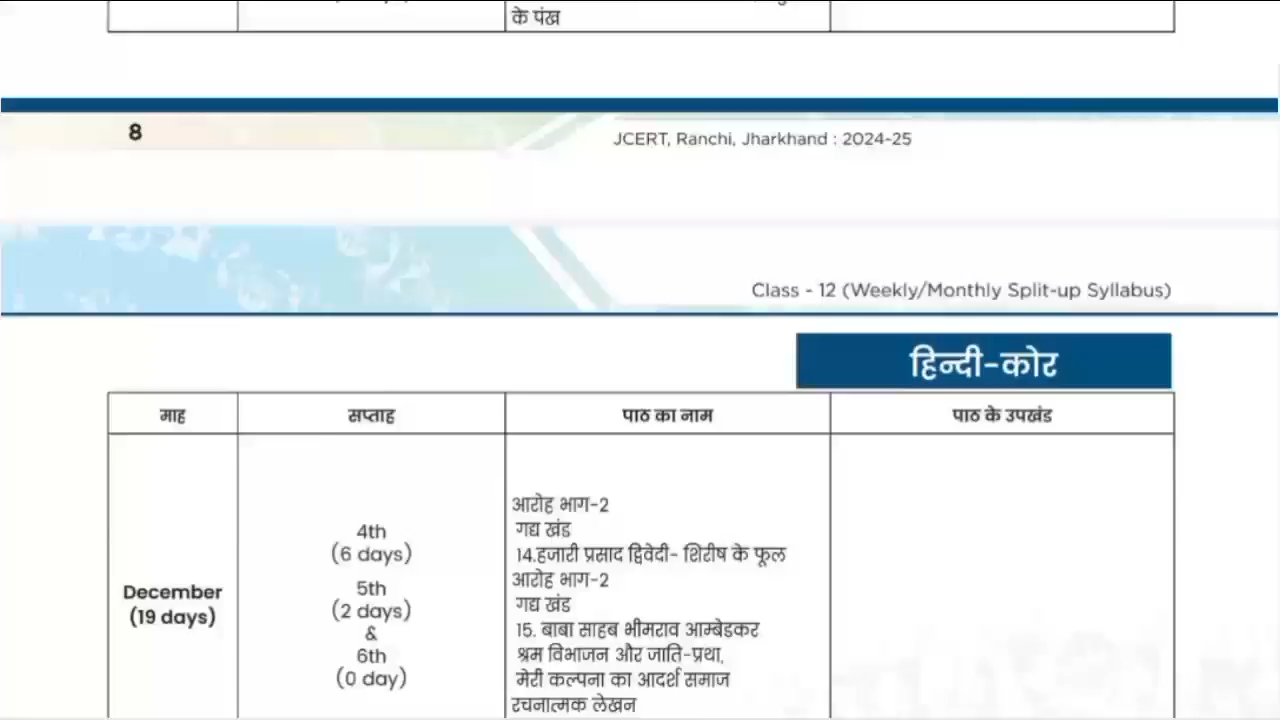 के पंख
8
JCERT, Ranchi, Jharkhand : 2024-25
Class - 12 (Weekly/Monthly Split-up Syllabus)
हिन्दी-कोर
माह सप्ताह पाठ का नाम पाठ के उपखंड
December
(19 days)
4th
(6 days)
5th
(2 days)
&
6th
(0 day)
आरोह भाग-2
गद्य खंड
14.हजारी प्रसाद द्विवेदी- शिरीष के फूल
आरोह भाग-2
गद्य खंड
15. बाबा साहब भीमराव आम्बेडकर
श्रम विभाजन और जाति-प्रथा,
मेरी कल्पना का आदर्श समाज
रचनात्मक लेखन